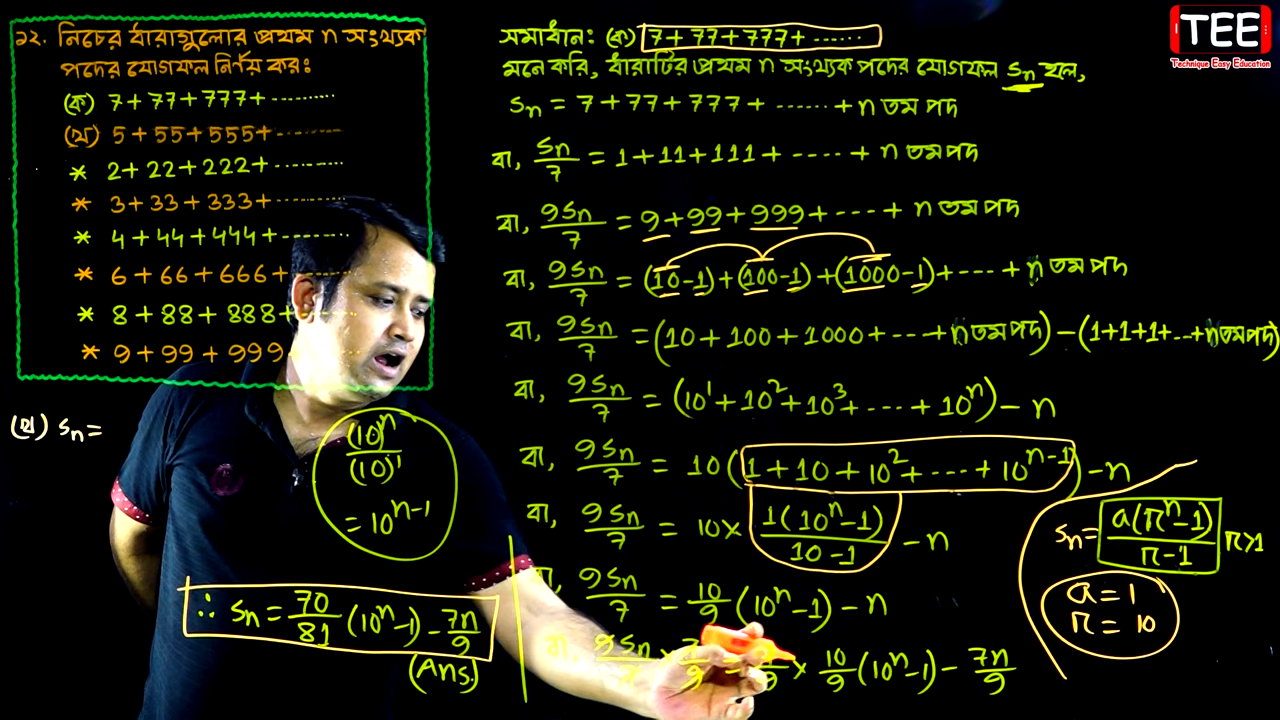 ১২. নিচের ধারাগুলোর প্রথম n সংখ্যক
পদের যোগফল নির্ণয় কর:
(ক) 7+77+777+..........
(খ) 5+55+555+..........
* 2+22+222+..........
* 3+33+333+..........
* 4+44+444+..........
* 6+66+666+
* 8+88+888+
* 9+99+999
(খ) Sn =
(10)ⁿ/(10)¹
= 10ⁿ⁻¹
∴ Sn = 70/81 (10ⁿ-1) - 7n/9
(Ans.)
সমাধান: (ক) 7+77+777+......
মনে করি, ধারাটির প্রথম n সংখ্যক পদের যোগফল Sn হলে,
Sn = 7+77+777+......+n তম পদ
বা, Sn/7 = 1+11+111+.....+ n তম পদ
বা, 9Sn/7 = 9+99+999+....+ n তম পদ
বা, 9Sn/7 = (10-1)+(100-1)+(1000-1)+....+ n তম পদ
বা, 9Sn/7 = (10+100+1000+....+n তম পদ) - (1+1+1+...+n তম পদ)
বা, 9Sn/7 = (10¹+10²+10³+....+10ⁿ) - n
বা, 9Sn/7 = 10(1+10+10²+....+10ⁿ⁻¹) - n
বা, 9Sn/7 = 10× 1(10ⁿ-1)/10-1 - n
Sn = a(r ⁿ-1)/r-1 r>1
a = 1
r = 10
বা, 9Sn/7 = 10/9 (10ⁿ-1) - n
বা, 9Sn × 7/9 = × 10/9 (10ⁿ-1) - 7n/9
TEE
Technique Easy Education